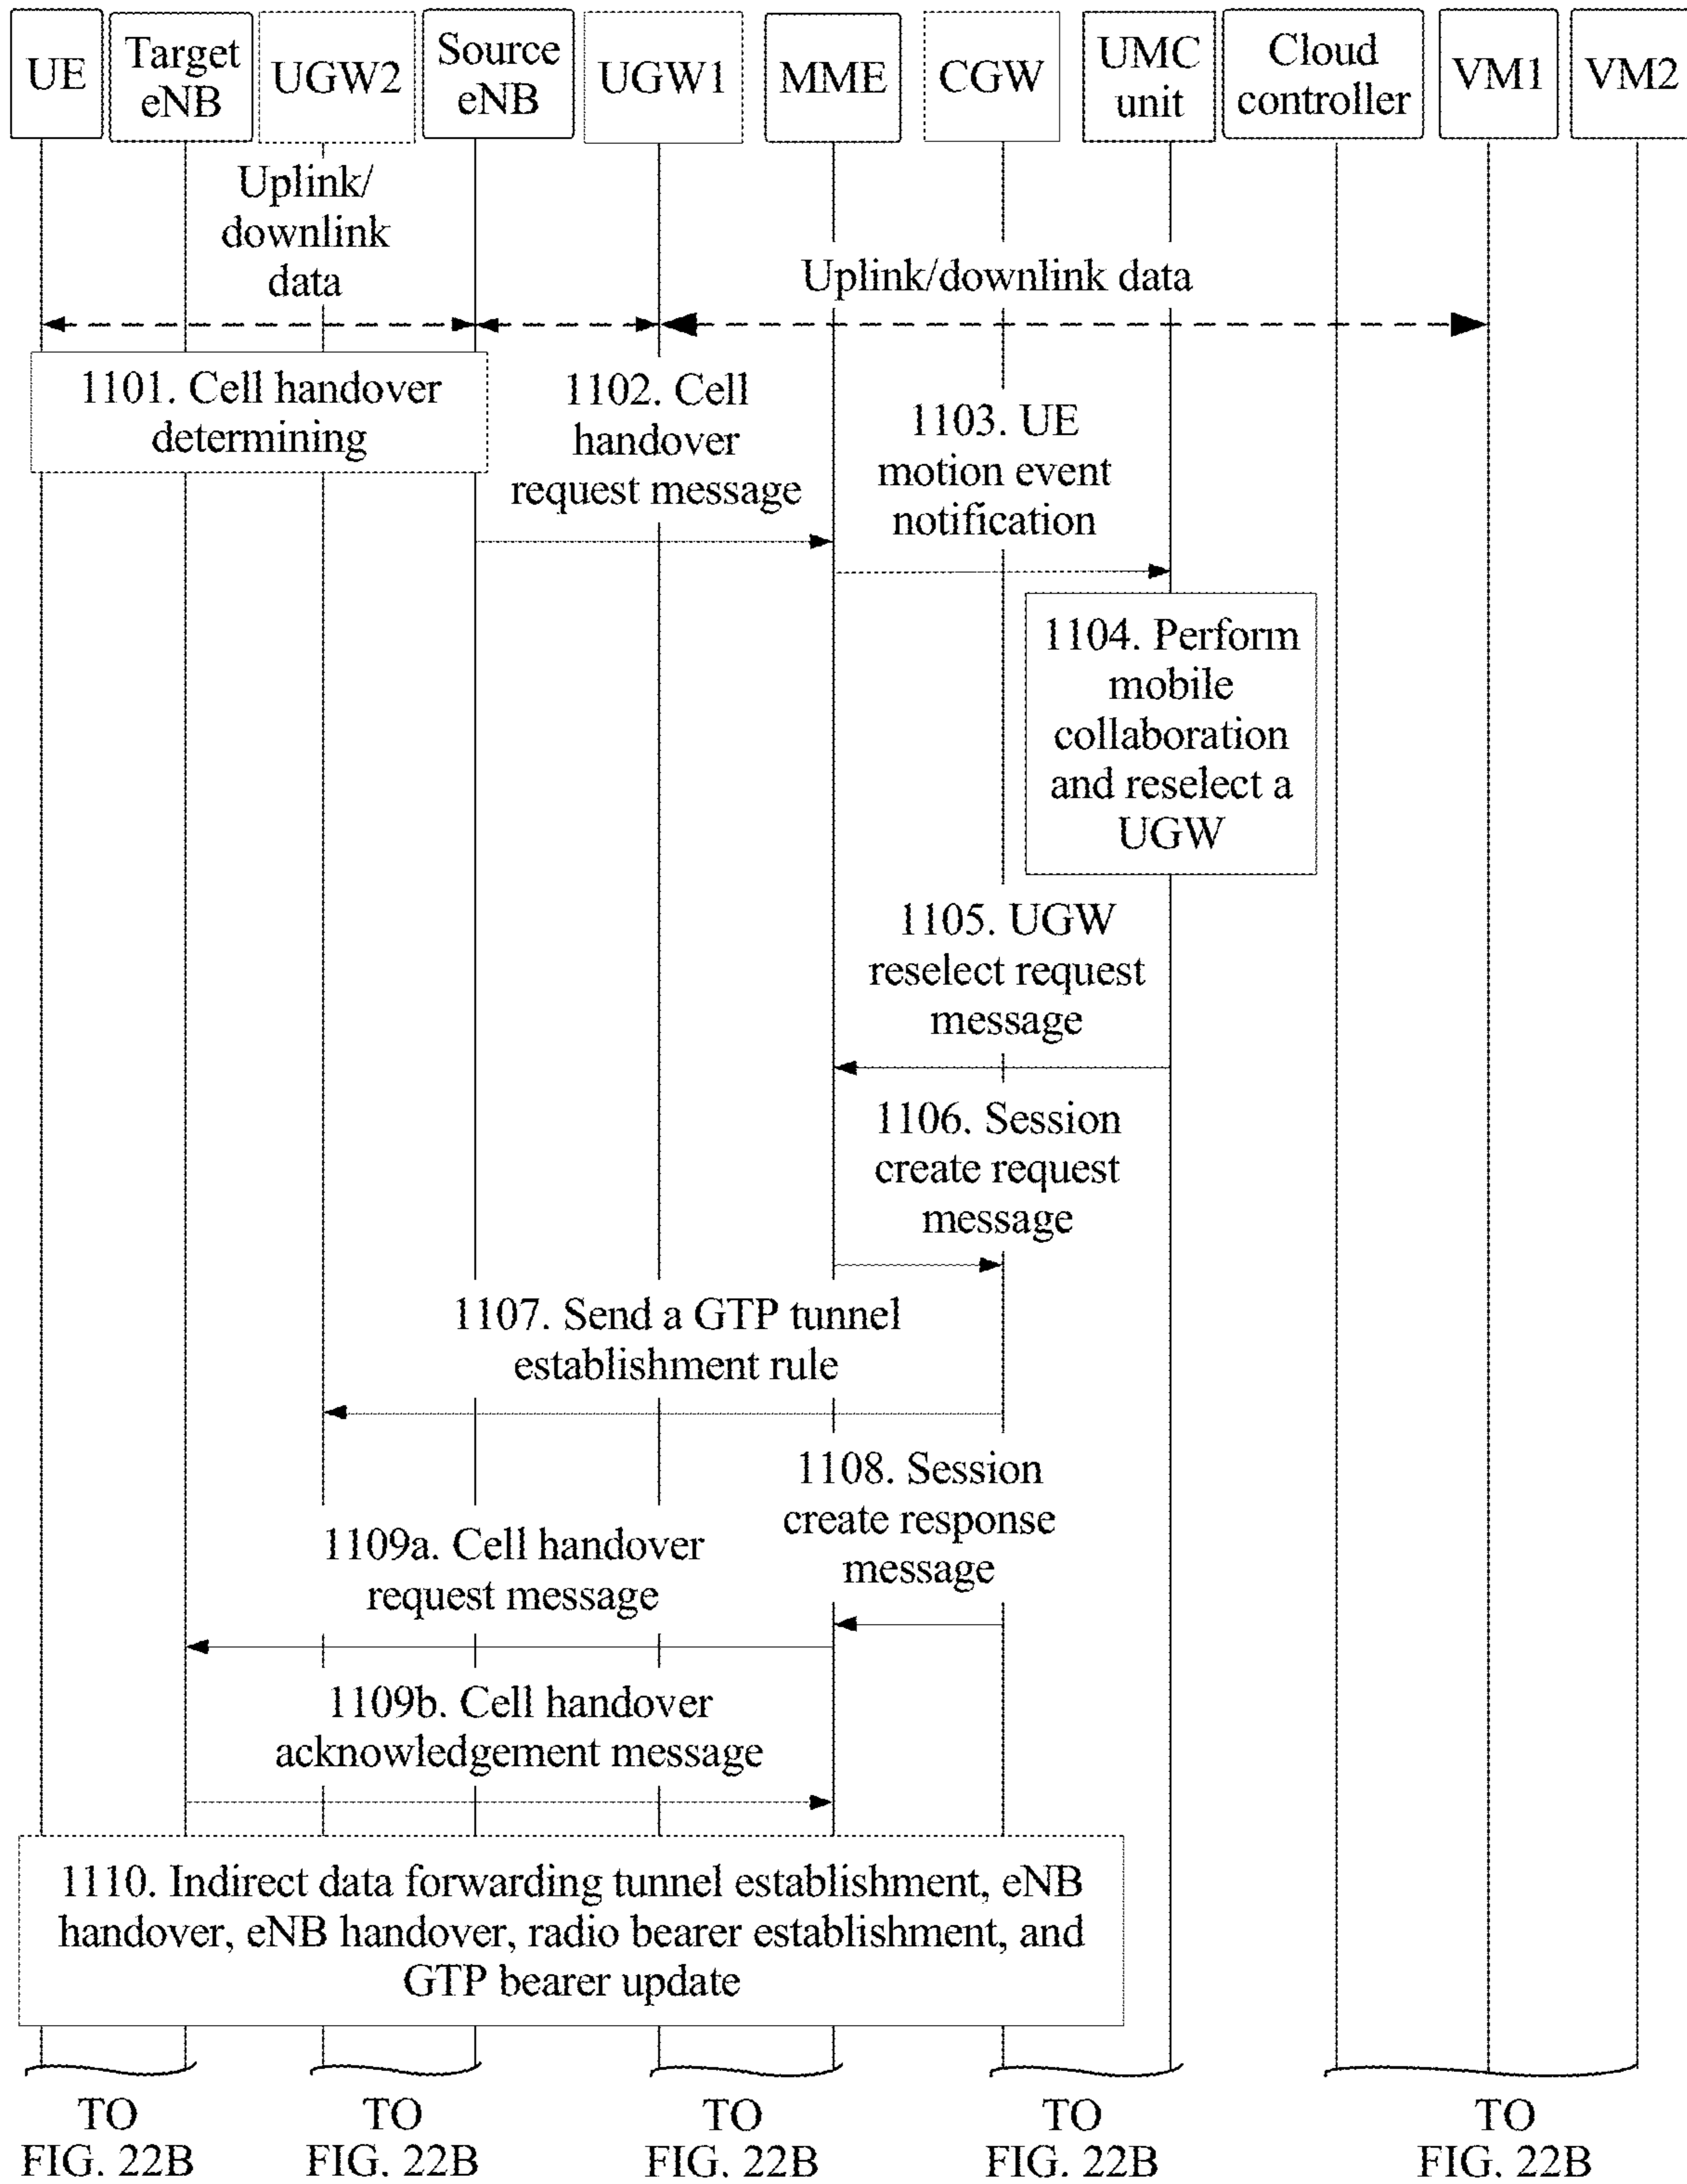 UE
Target
eNB
UGW2
Source
eNB
UGW1
MME
CGW
UMC
unit
Cloud
controller
VM1
VM2
Uplink/
downlink
data
Uplink/downlink data
1101. Cell handover
determining
1102. Cell
handover
request message
1103. UE
motion event
notification
1104. Perform
mobile
collaboration
and reselect a
UGW
1105. UGW
reselect request
message
1106. Session
create request
message
1107. Send a GTP tunnel
establishment rule
1108. Session
create response
message
1109a. Cell handover
request message
1109b. Cell handover
acknowledgement message
1110. Indirect data forwarding tunnel establishment, eNB
handover, eNB handover, radio bearer establishment, and
GTP bearer update
TO
FIG. 22B
TO
FIG. 22B
TO
FIG. 22B
TO
FIG. 22B
TO
FIG. 22B